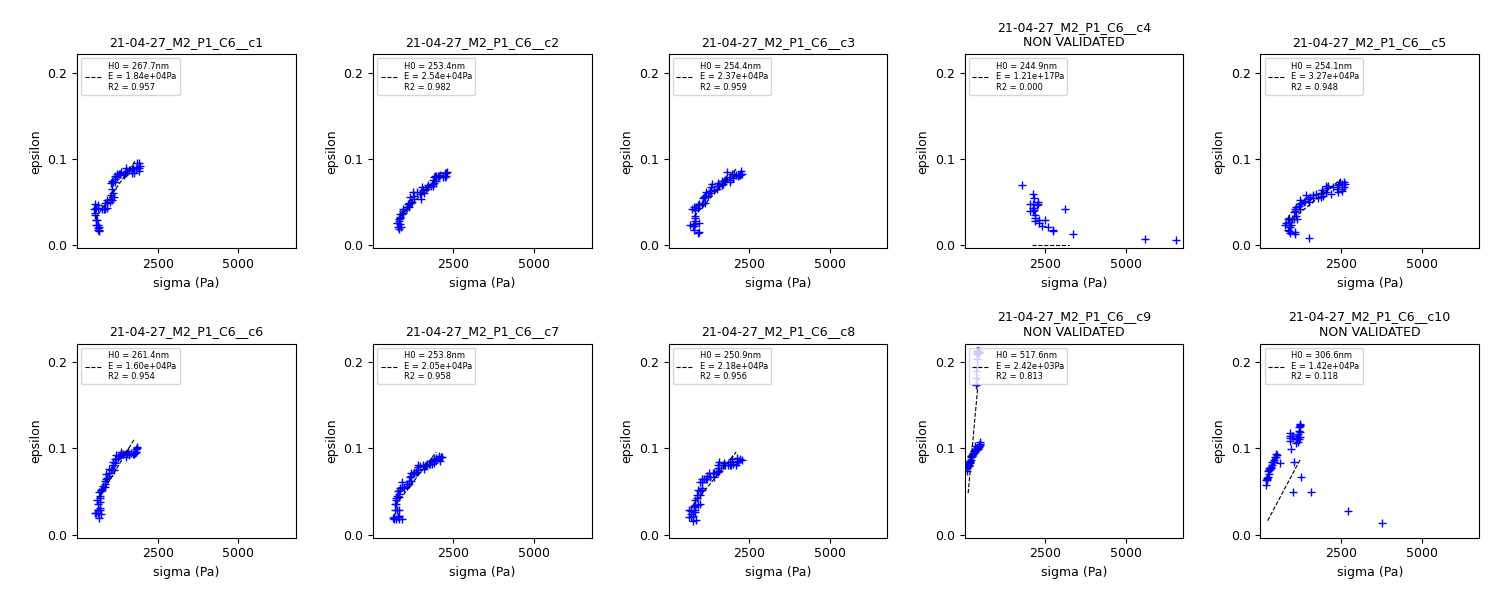 21-04-27_M2_P1_C6__c1
H0 = 267.7nm
E = 1.84e+04Pa
R2 = 0.957
0.2
0.1
0.0
epsilon
2500 5000
sigma (Pa)
21-04-27_M2_P1_C6__c2
H0 = 253.4nm
E = 2.54e+04Pa
R2 = 0.982
0.2
0.1
0.0
epsilon
2500 5000
sigma (Pa)
21-04-27_M2_P1_C6__c3
H0 = 254.4nm
E = 2.37e+04Pa
R2 = 0.959
0.2
0.1
0.0
epsilon
2500 5000
sigma (Pa)
21-04-27_M2_P1_C6__c4
NON VALIDATED
H0 = 244.9nm
E = 1.21e+17Pa
R2 = 0.000
0.2
0.1
0.0
epsilon
2500 5000
sigma (Pa)
21-04-27_M2_P1_C6__c5
H0 = 254.1nm
E = 3.27e+04Pa
R2 = 0.948
0.2
0.1
0.0
epsilon
2500 5000
sigma (Pa)
21-04-27_M2_P1_C6__c6
H0 = 261.4nm
E = 1.60e+04Pa
R2 = 0.954
0.2
0.1
0.0
epsilon
2500 5000
sigma (Pa)
21-04-27_M2_P1_C6__c7
H0 = 253.8nm
E = 2.05e+04Pa
R2 = 0.958
0.2
0.1
0.0
epsilon
2500 5000
sigma (Pa)
21-04-27_M2_P1_C6__c8
H0 = 250.9nm
E = 2.18e+04Pa
R2 = 0.956
0.2
0.1
0.0
epsilon
2500 5000
sigma (Pa)
21-04-27_M2_P1_C6__c9
NON VALIDATED
H0 = 517.6nm
E = 2.42e+03Pa
R2 = 0.813
0.2
0.1
0.0
epsilon
2500 5000
sigma (Pa)
21-04-27_M2_P1_C6__c10
NON VALIDATED
H0 = 306.6nm
E = 1.42e+04Pa
R2 = 0.118
0.2
0.1
0.0
epsilon
2500 5000
sigma (Pa)